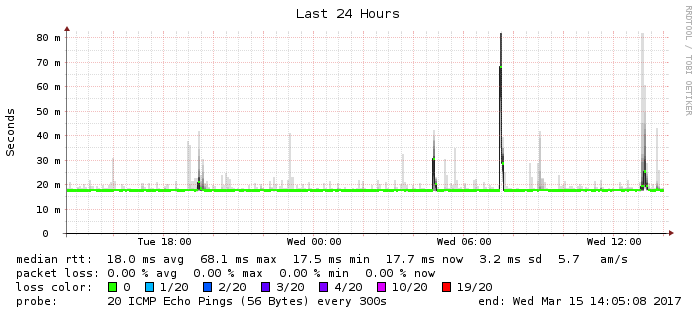 Last 24 Hours
RRDTOOL / TOBI OETIKER
Seconds
80 m
70 m
60 m
50 m
40 m
30 m
20 m
10 m
0
Tue 18:00 Wed 00:00 Wed 06:00 Wed 12:00
median rtt: 18.0 ms avg 68.1 ms max 17.5 ms min 17.7 ms now 3.2 ms sd 5.7 am/s
packet loss: 0.00 % avg 0.00 % max 0.00 % min 0.00 % now
loss color: 0 1/20 2/20 3/20 4/20 10/20 19/20
probe: 20 ICMP Echo Pings (56 Bytes) every 300s end: Wed Mar 15 14:05:08 2017